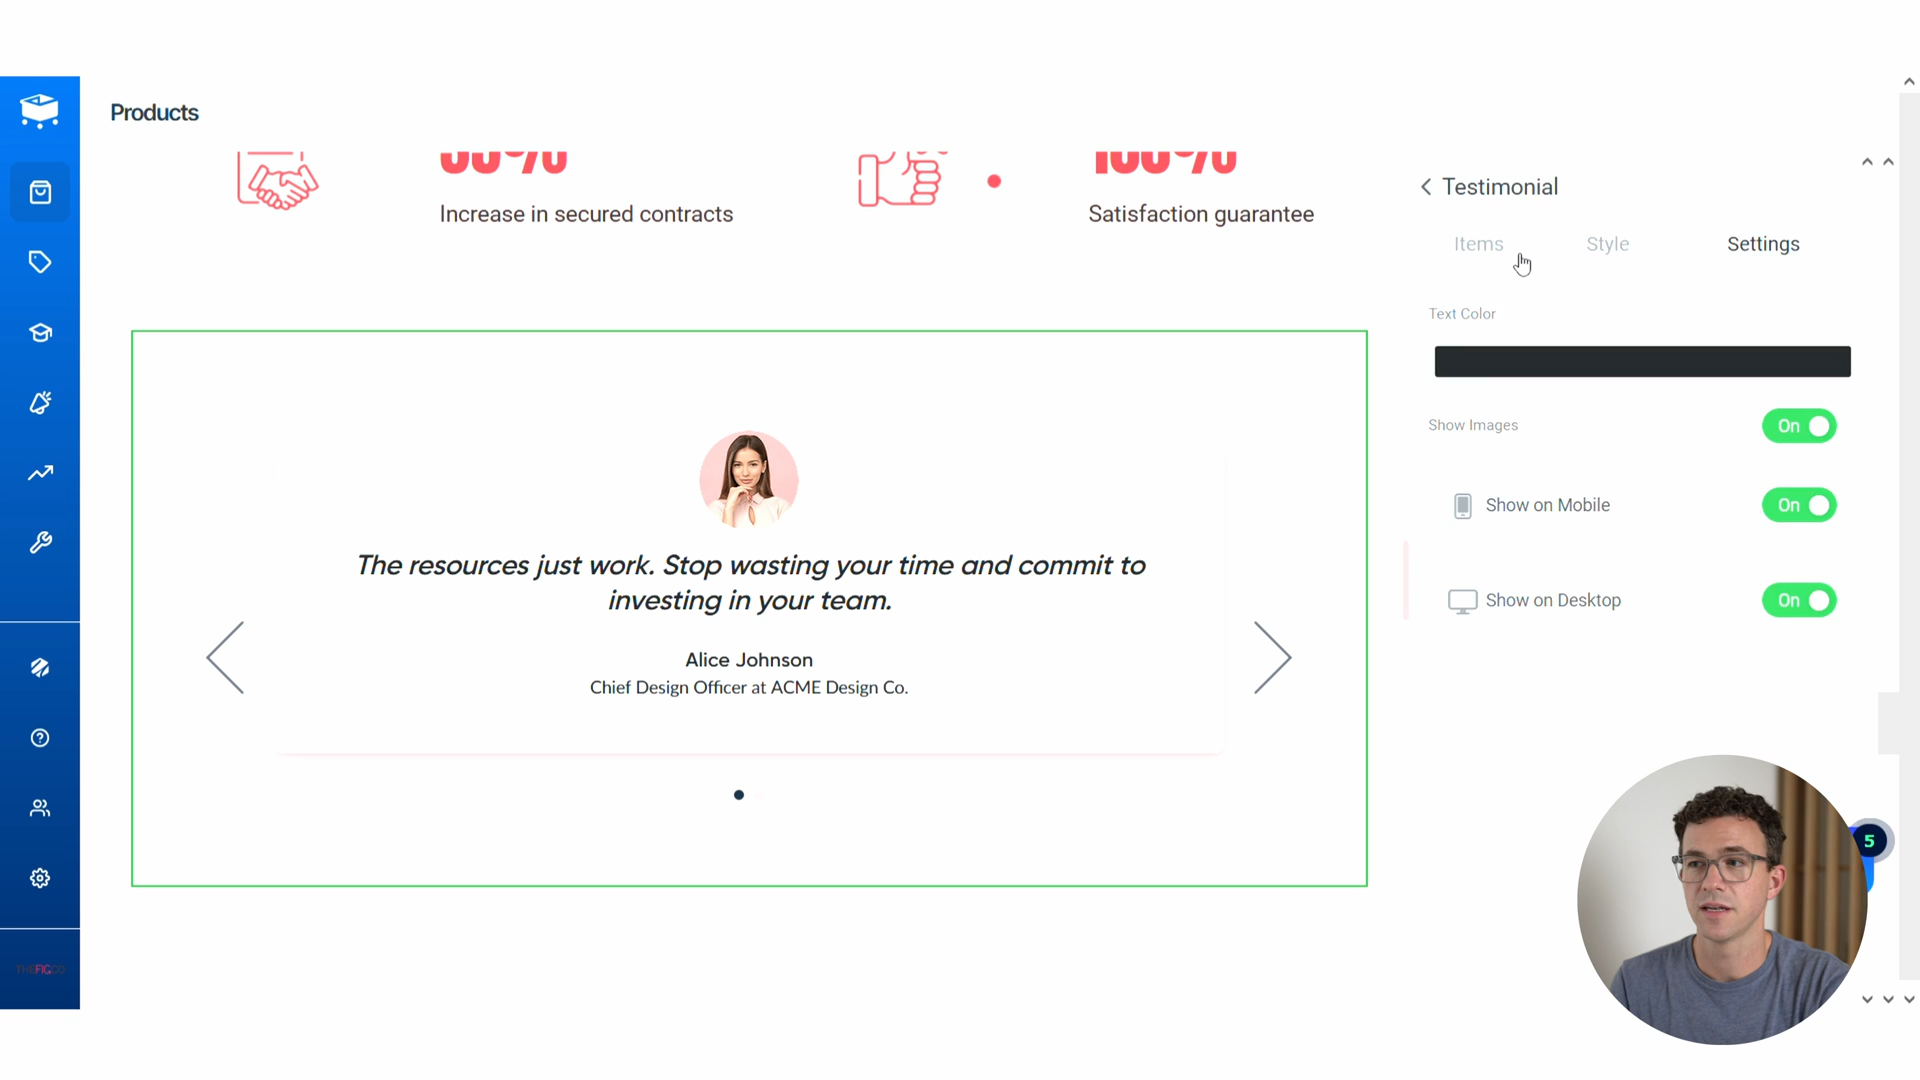 Products
Increase in secured contracts
Satisfaction guarantee
Testimonial
Items
Style
Settings
Text Color
Show Images
On
Show on Mobile
On
Show on Desktop
On
The resources just work. Stop wasting your time and commit to
investing in your team.
Alice Johnson
Chief Design Officer at ACME Design Co.
5